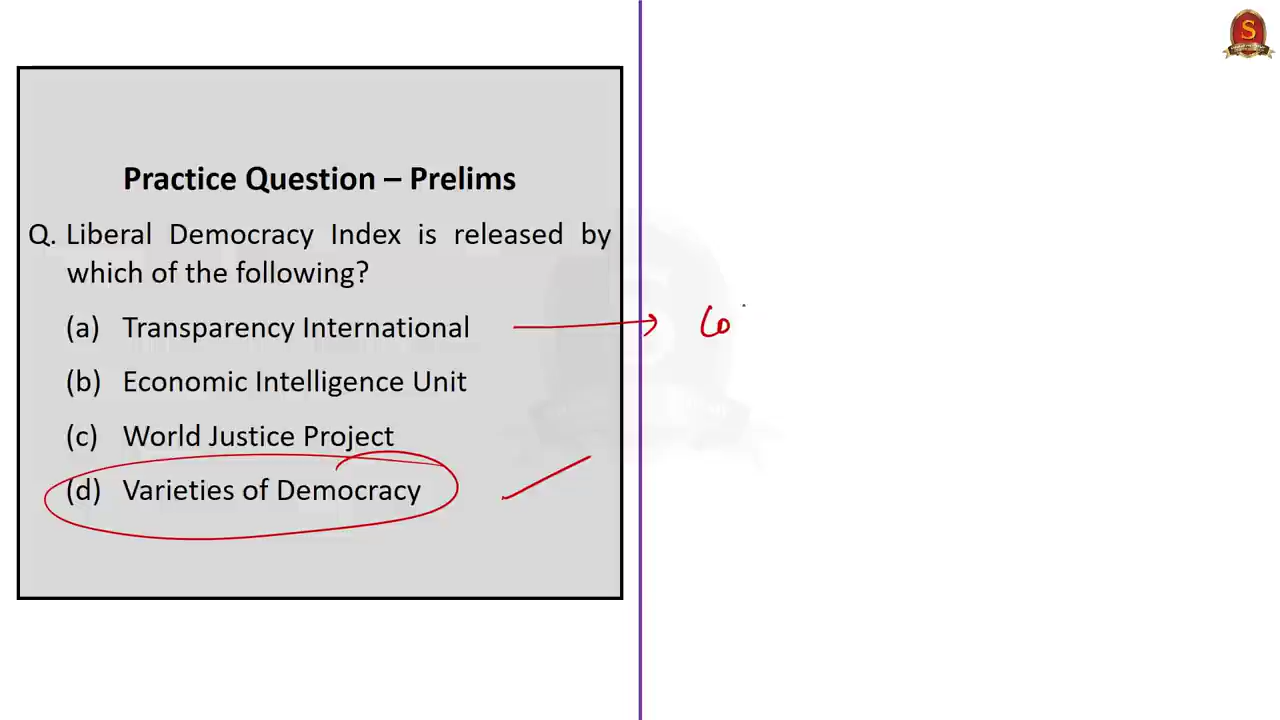 Practice Question – Prelims
Q. Liberal Democracy Index is released by
which of the following?
(a) Transparency International
Co
(b) Economic Intelligence Unit
(c) World Justice Project
(d) Varieties of Democracy
S